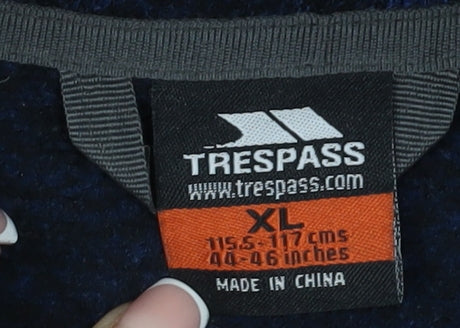 TRESPASS
www.trespass.com
XL
115.5-117 cms
44-46 inches
MADE IN CHINA